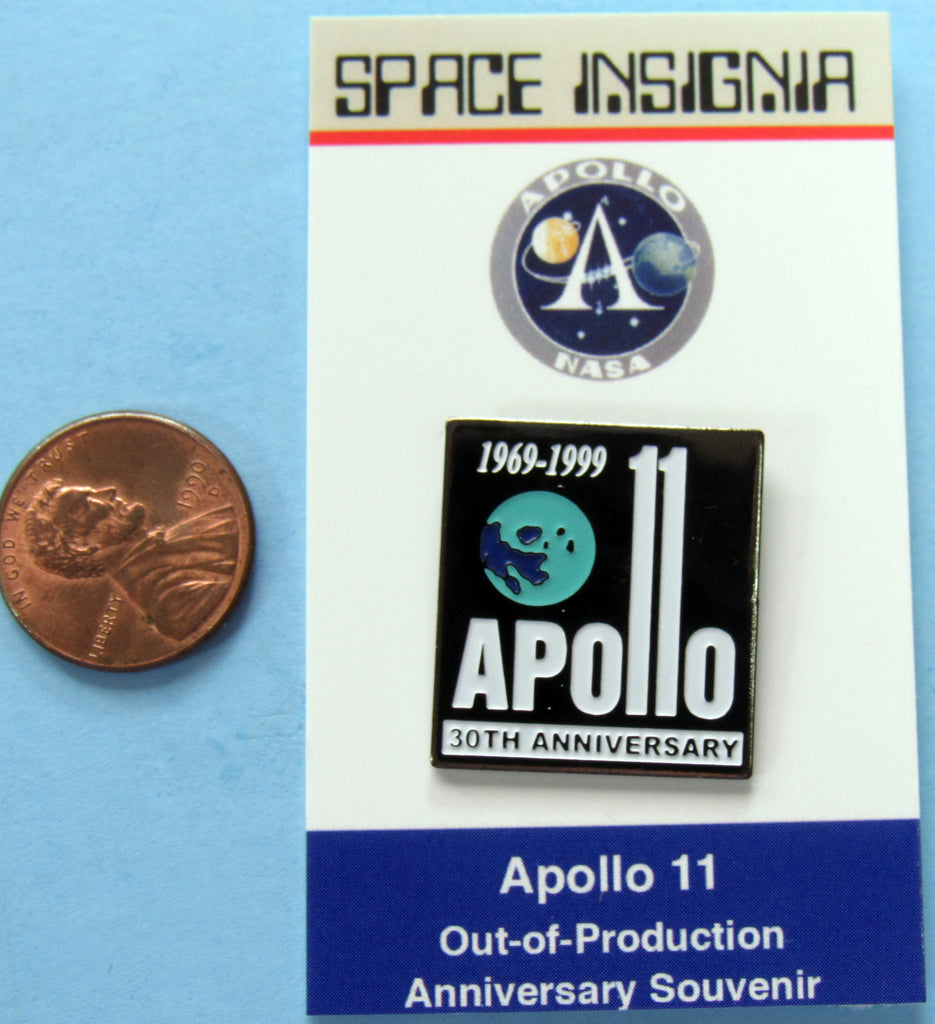 SPACE INSIGNIA
APOLLO
A
NASA
1969-1999
APOllO
30TH ANNIVERSARY
Apollo 11
Out-of-Production
Anniversary Souvenir
IN GOD WE TRUST
LIBERTY
1990
D